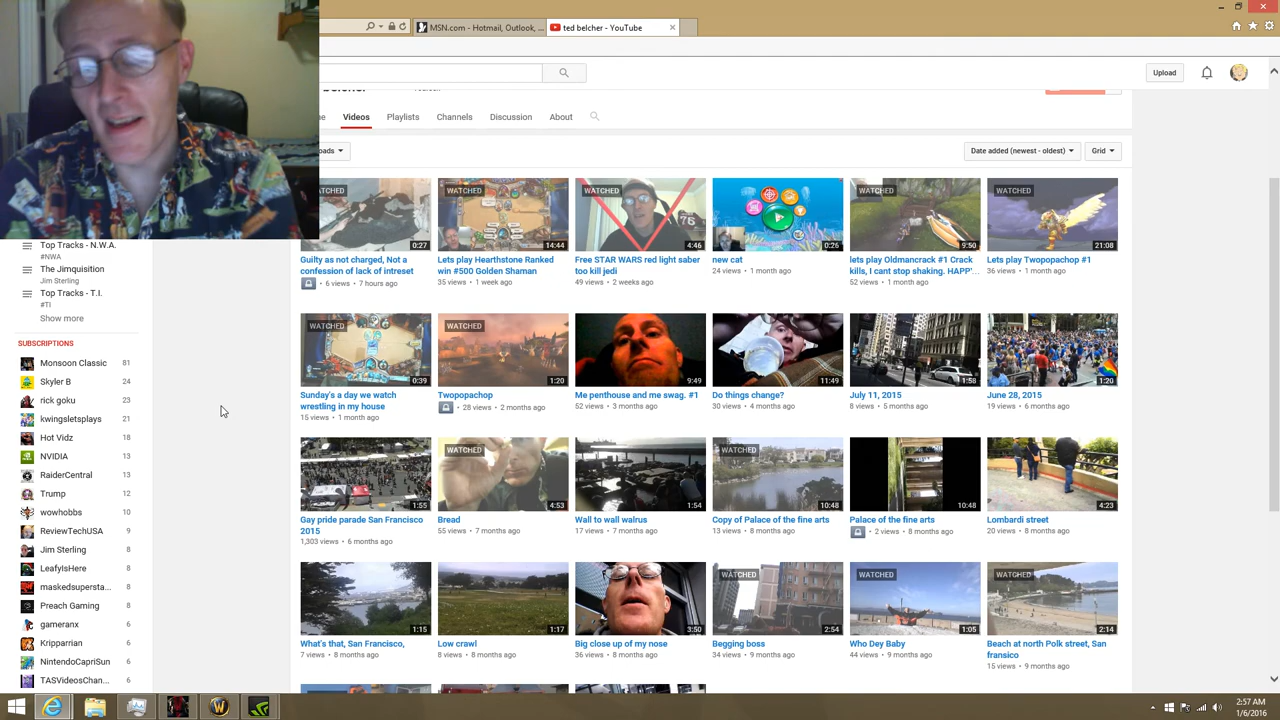 MSN.com - Hotmail, Outlook, ...
ted belcher - YouTube
Upload
Videos
Playlists
Channels
Discussion
About
Date added (newest - oldest)
Grid
WATCHED
0:27
Guilty as not charged, Not a
confession of lack of intreset
6 views • 7 hours ago
WATCHED
14:44
Lets play Hearthstone Ranked
win #500 Golden Shaman
35 views • 1 week ago
WATCHED
76
4:46
Free STAR WARS red light saber
too kill jedi
49 views • 2 weeks ago
0:26
new cat
24 views • 1 month ago
WATCHED
9:50
lets play Oldmancrack #1 Crack
kills, I cant stop shaking. HAPP'...
52 views • 1 month ago
WATCHED
21:08
Lets play Twopopachop #1
36 views • 1 month ago
WATCHED
0:39
Sunday's a day we watch
wrestling in my house
15 views • 1 month ago
WATCHED
1:20
Twopopachop
28 views • 2 months ago
9:49
Me penthouse and me swag. #1
52 views • 3 months ago
11:49
Do things change?
30 views • 4 months ago
1:58
July 11, 2015
8 views • 5 months ago
1:20
June 28, 2015
19 views • 6 months ago
1:55
Gay pride parade San Francisco
2015
1,303 views • 6 months ago
WATCHED
4:53
Bread
55 views • 7 months ago
1:54
Wall to wall walrus
17 views • 7 months ago
WATCHED
10:48
Copy of Palace of the fine arts
13 views • 8 months ago
WATCHED
10:48
Palace of the fine arts
2 views • 8 months ago
4:23
Lombardi street
20 views • 8 months ago
1:15
What's that, San Francisco,
7 views • 8 months ago
1:17
Low crawl
8 views • 8 months ago
3:50
Big close up of my nose
36 views • 8 months ago
WATCHED
2:54
Begging boss
34 views • 9 months ago
WATCHED
1:05
Who Dey Baby
44 views • 9 months ago
WATCHED
2:14
Beach at north Polk street, San
fransico
15 views • 9 months ago
Top Tracks - N.W.A.
#NWA
The Jimquisition
Jim Sterling
Top Tracks - T.I.
#TI
Show more
SUBSCRIPTIONS
Monsoon Classic 81
Skyler B 24
rick goku 23
kwingsletsplays 21
Hot Vidz 18
NVIDIA 13
RaiderCentral 13
Trump 12
wowhobbs 10
ReviewTechUSA 9
Jim Sterling 8
LeafyIsHere 8
maskedsupersta... 8
Preach Gaming 8
gameranx 6
Kripparrian 6
NintendoCapriSun 6
TASVideosChan... 6
2:57 AM
1/6/2016